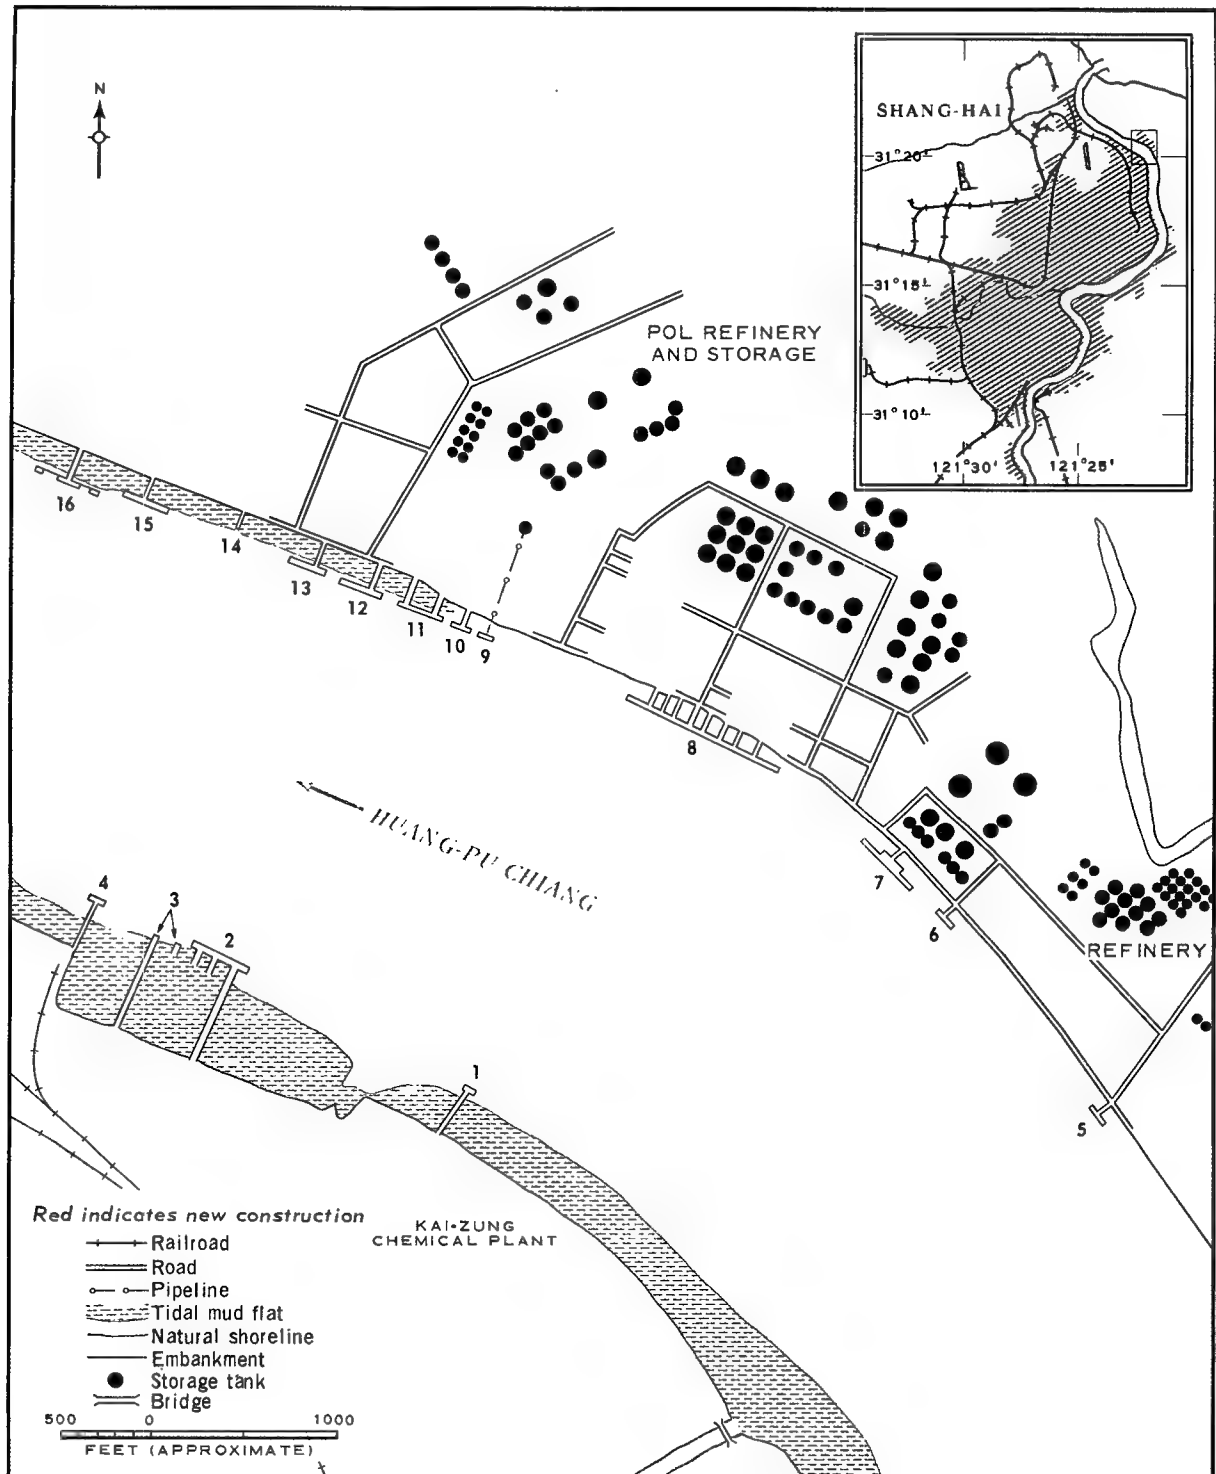 N
SHANG-HAI
31°20'
31°15'
31°10'
121°30'
121°25'
POL REFINERY
AND STORAGE
16
15
14
13
12
11
10
9
8
HUANG-PU CHIANG
7
6
REFINERY
5
4
3
2
1
KAI-ZUNG
CHEMICAL PLANT
Red indicates new construction
Railroad
Road
Pipeline
Tidal mud flat
Natural shoreline
Embankment
Storage tank
Bridge
500 0 1000
FEET (APPROXIMATE)